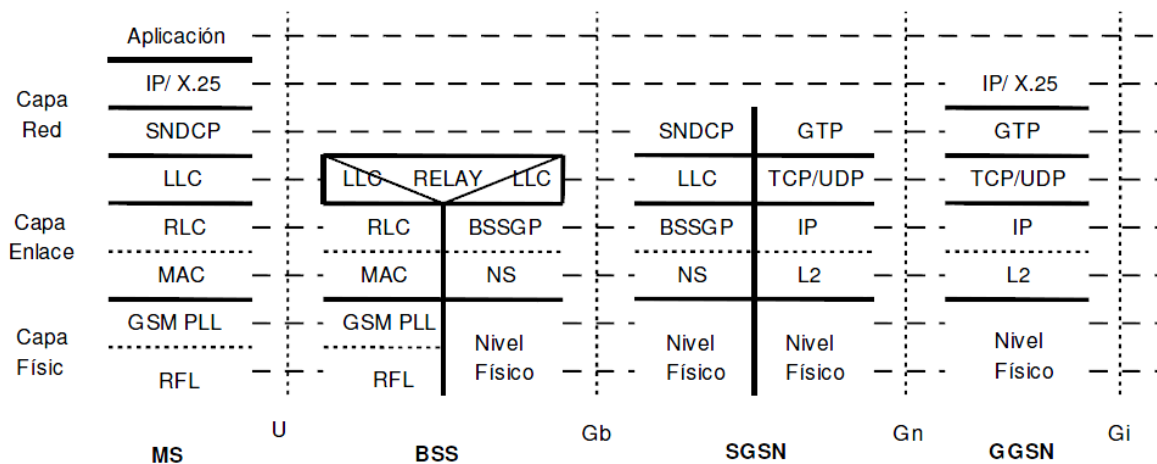 Aplicación
IP/ X.25 IP/ X.25
Capa
Red
SNDCP SNDCP GTP GTP
LLC LLC RELAY LLC LLC TCP/UDP TCP/UDP
Capa
Enlace
RLC RLC BSSGP BSSGP IP IP
MAC MAC NS NS L2 L2
GSM PLL GSM PLL
Capa
Físic
Nivel
Físico
Nivel
Físico
Nivel
Físico
Nivel
Físico
RFL RFL
U Gb Gn Gi
MS BSS SGSN GGSN